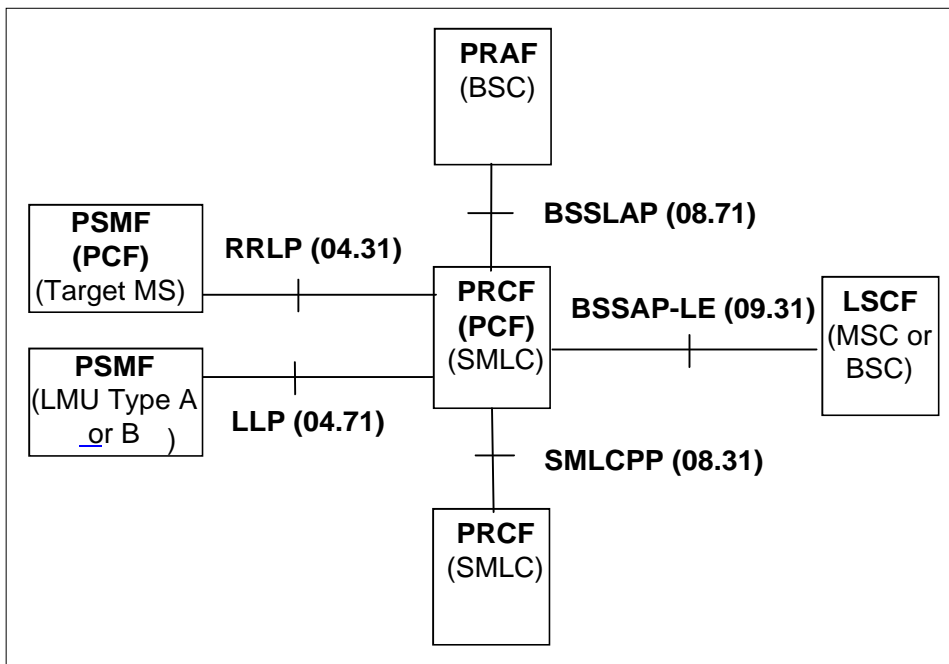 PRAF
(BSC)
BSSLAP (08.71)
PSMF
(PCF)
(Target MS)
RRLP (04.31)
PRCF
(PCF)
(SMLC)
BSSAP-LE (09.31)
LSCF
(MSC or
BSC)
PSMF
(LMU Type A
or B )
LLP (04.71)
SMLCPP (08.31)
PRCF
(SMLC)